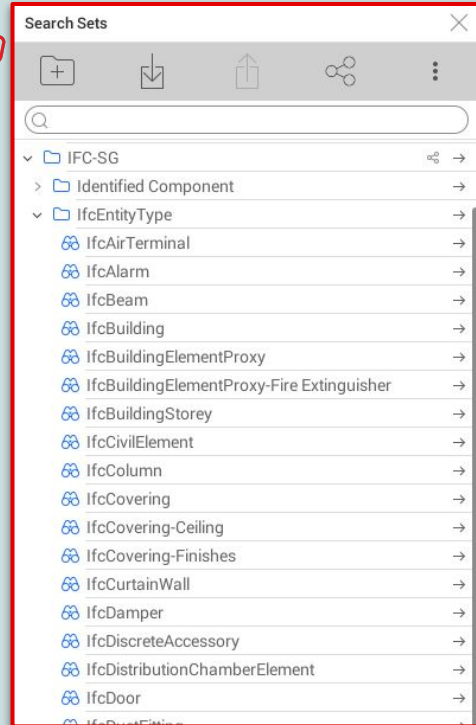 Search Sets
IFC-SG
Identified Component
IfcEntityType
IfcAirTerminal
IfcAlarm
IfcBeam
IfcBuilding
IfcBuildingElementProxy
IfcBuildingElementProxy-Fire Extinguisher
IfcBuildingStorey
IfcCivilElement
IfcColumn
IfcCovering
IfcCovering-Ceiling
IfcCovering-Finishes
IfcCurtainWall
IfcDamper
IfcDiscreteAccessory
IfcDistributionChamberElement
IfcDoor
IfcDuctFitting